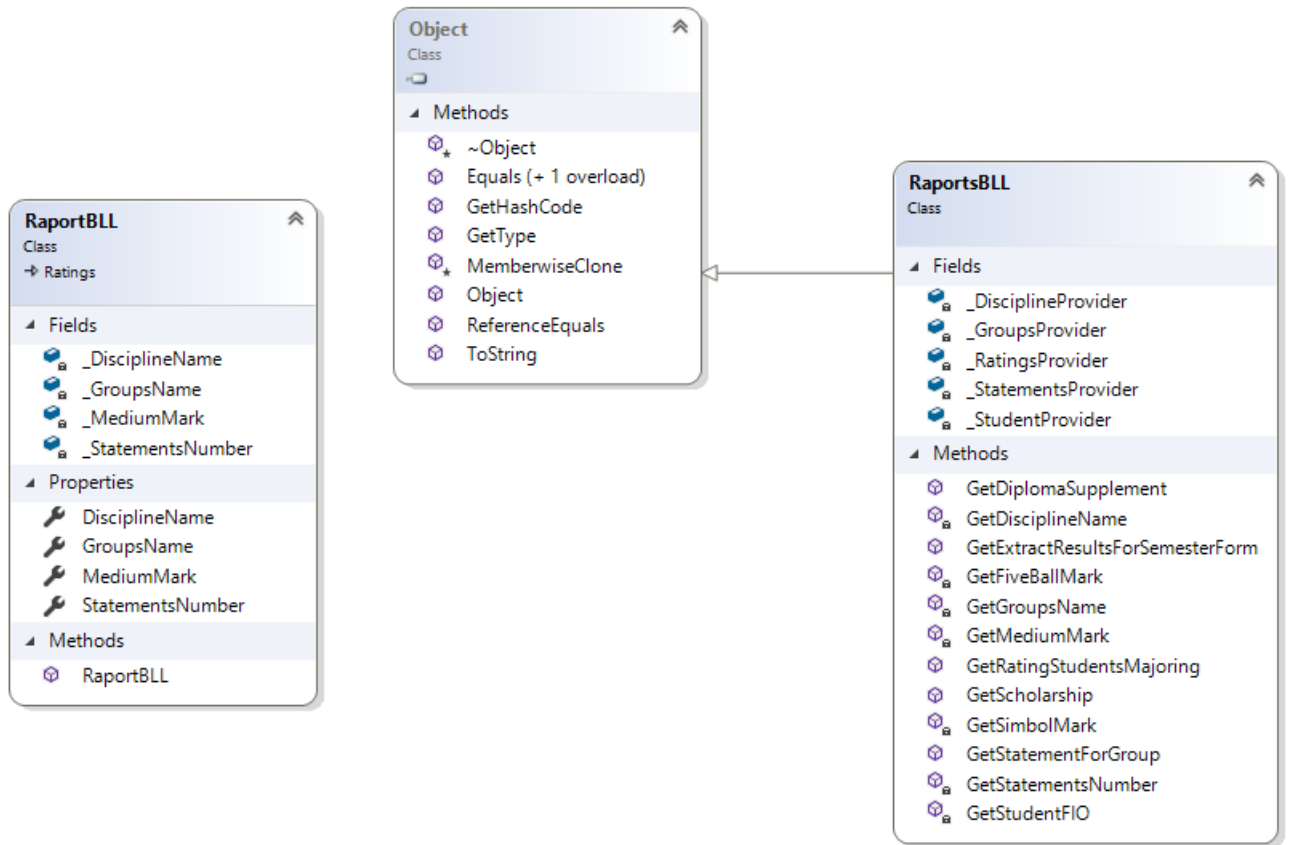 Object
Class
Methods
~Object
Equals (+ 1 overload)
GetHashCode
GetType
MemberwiseClone
Object
ReferenceEquals
ToString
RaportBLL
Class
Ratings
Fields
_DisciplineName
_GroupsName
_MediumMark
_StatementsNumber
Properties
DisciplineName
GroupsName
MediumMark
StatementsNumber
Methods
RaportBLL
RaportsBLL
Class
Fields
_DisciplineProvider
_GroupsProvider
_RatingsProvider
_StatementsProvider
_StudentProvider
Methods
GetDiplomaSupplement
GetDisciplineName
GetExtractResultsForSemesterForm
GetFiveBallMark
GetGroupsName
GetMediumMark
GetRatingStudentsMajoring
GetScholarship
GetSimbolMark
GetStatementForGroup
GetStatementsNumber
GetStudentFIO